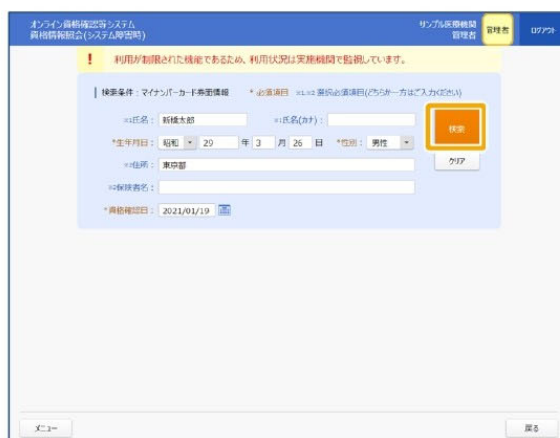 オンライン資格確認等システム
資格情報照会(システム障害時)
サンプル医療機関
管理者
管理者
ログアウト
! 利用が制限された機能であるため、利用状況は実施機関で監視しています。
検索条件：マイナンバーカード券面情報 * 必須項目 ※1,※2 選択必須項目(どちらか一方はご入力ください)
※1氏名： 新橋太郎 ※1氏名(カナ)：
検索
*生年月日： 昭和 29 年 3 月 26 日 *性別： 男性
クリア
※2住所： 東京都
※2保険者名：
*資格確認日： 2021/01/19
メニュー
戻る